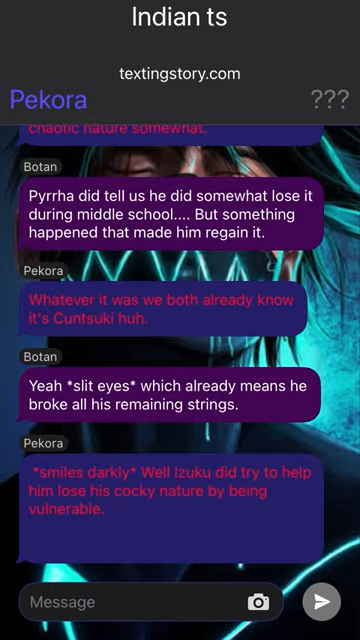 Indian ts
textingstory.com
Pekora ???
chaotic nature somewhat.
Botan
Pyrrha did tell us he did somewhat lose it
during middle school.... But something
happened that made him regain it.
Pekora
Whatever it was we both already know
it's Cuntsuki huh.
Botan
Yeah *slit eyes* which already means he
broke all his remaining strings.
Pekora
*smiles darkly* Well Izuku did try to help
him lose his cocky nature by being
vulnerable.
Message